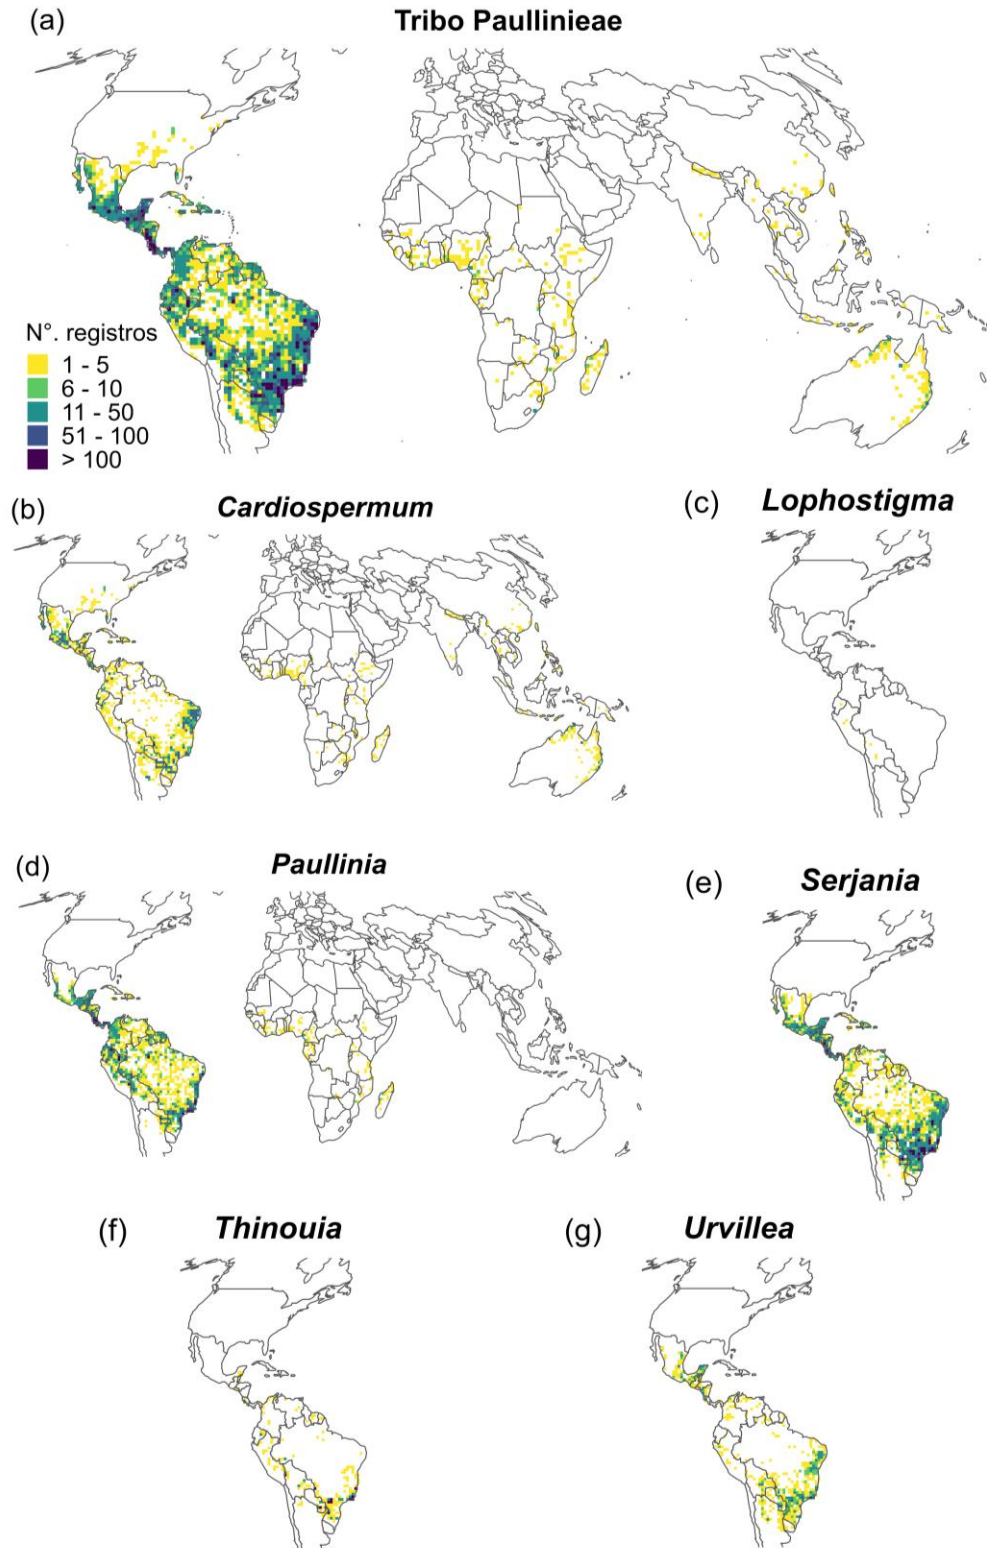 (a)
Tribo Paullinieae
N°. registros
1 - 5
6 - 10
11 - 50
51 - 100
> 100
(b)
Cardiospermum
(c)
Lophostigma
(d)
Paullinia
(e)
Serjania
(f)
Thinouia
(g)
Urvillea